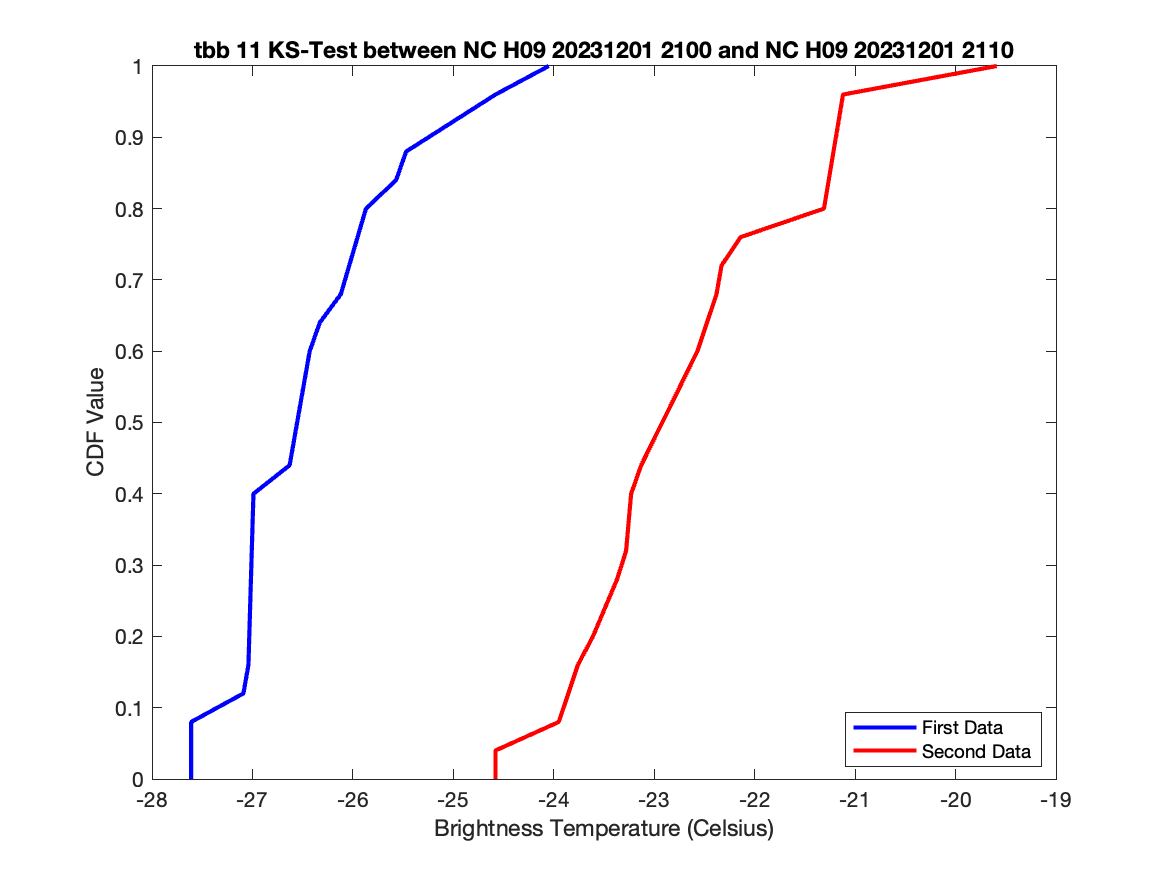 tbb 11 KS-Test between NC H09 20231201 2100 and NC H09 20231201 2110
1
0.9
0.8
0.7
0.6
0.5
0.4
0.3
0.2
0.1
0
CDF Value
First Data
Second Data
-28 -27 -26 -25 -24 -23 -22 -21 -20 -19
Brightness Temperature (Celsius)